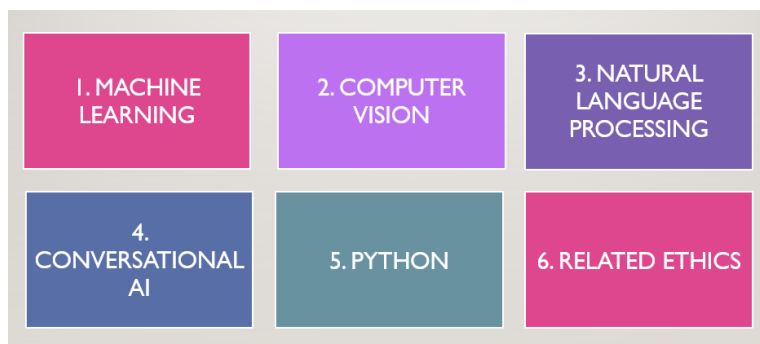 1. MACHINE
LEARNING
2. COMPUTER
VISION
3. NATURAL
LANGUAGE
PROCESSING
4.
CONVERSATIONAL
AI
5. PYTHON
6. RELATED ETHICS